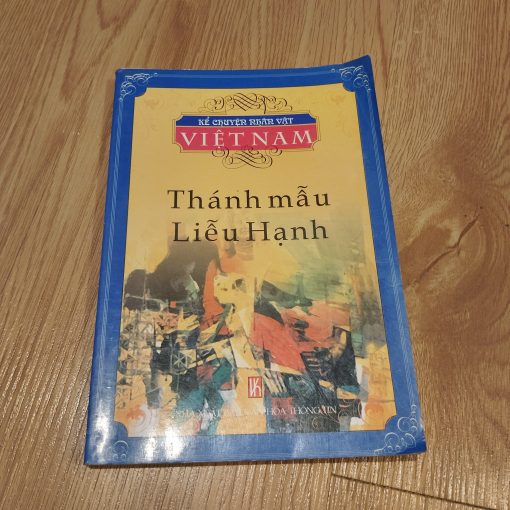 KỂ CHUYỆN NHÂN VẬT
VIỆT NAM
Thánh mẫu
Liễu Hạnh
NHÀ XUẤT BẢN VĂN HÓA THÔNG TIN